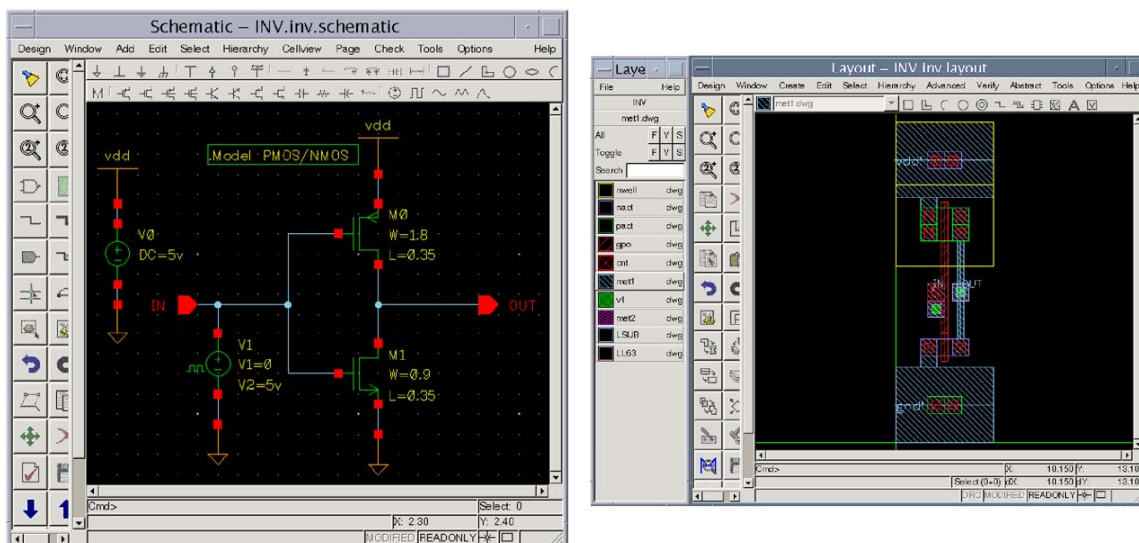 Schematic – INV.inv.schematic
Design Window Add Edit Select Hierarchy Cellview Page Check Tools Options Help
vdd
vdd
.Model PMOS/NMOS
M0
W=1.8
L=0.35
V0
DC=5v
IN
OUT
V1
V1=0
V2=5v
M1
W=0.9
L=0.35
Cmd> Select: 0
X: 2.30 Y: 2.40
MODIFIED READONLY
Laye
File Help
INV
met1.dwg
All F V S
Toggle F V S
Search
nwell dwg
nact dwg
pact dwg
gpo dwg
cnt dwg
met1 dwg
v1 dwg
met2 dwg
LSUB dwg
LL63 dwg
Layout – INV.inv.layout
Design Window Create Edit Select Hierarchy Advanced Verify Abstract Tools Options Help
met1.dwg
vdd!
IN OUT
gnd!
Cmd> X: 10.150 Y: 13.10
Select (0+0) dX: 10.150 dY: 13.10
DRC MODIFIED READONLY